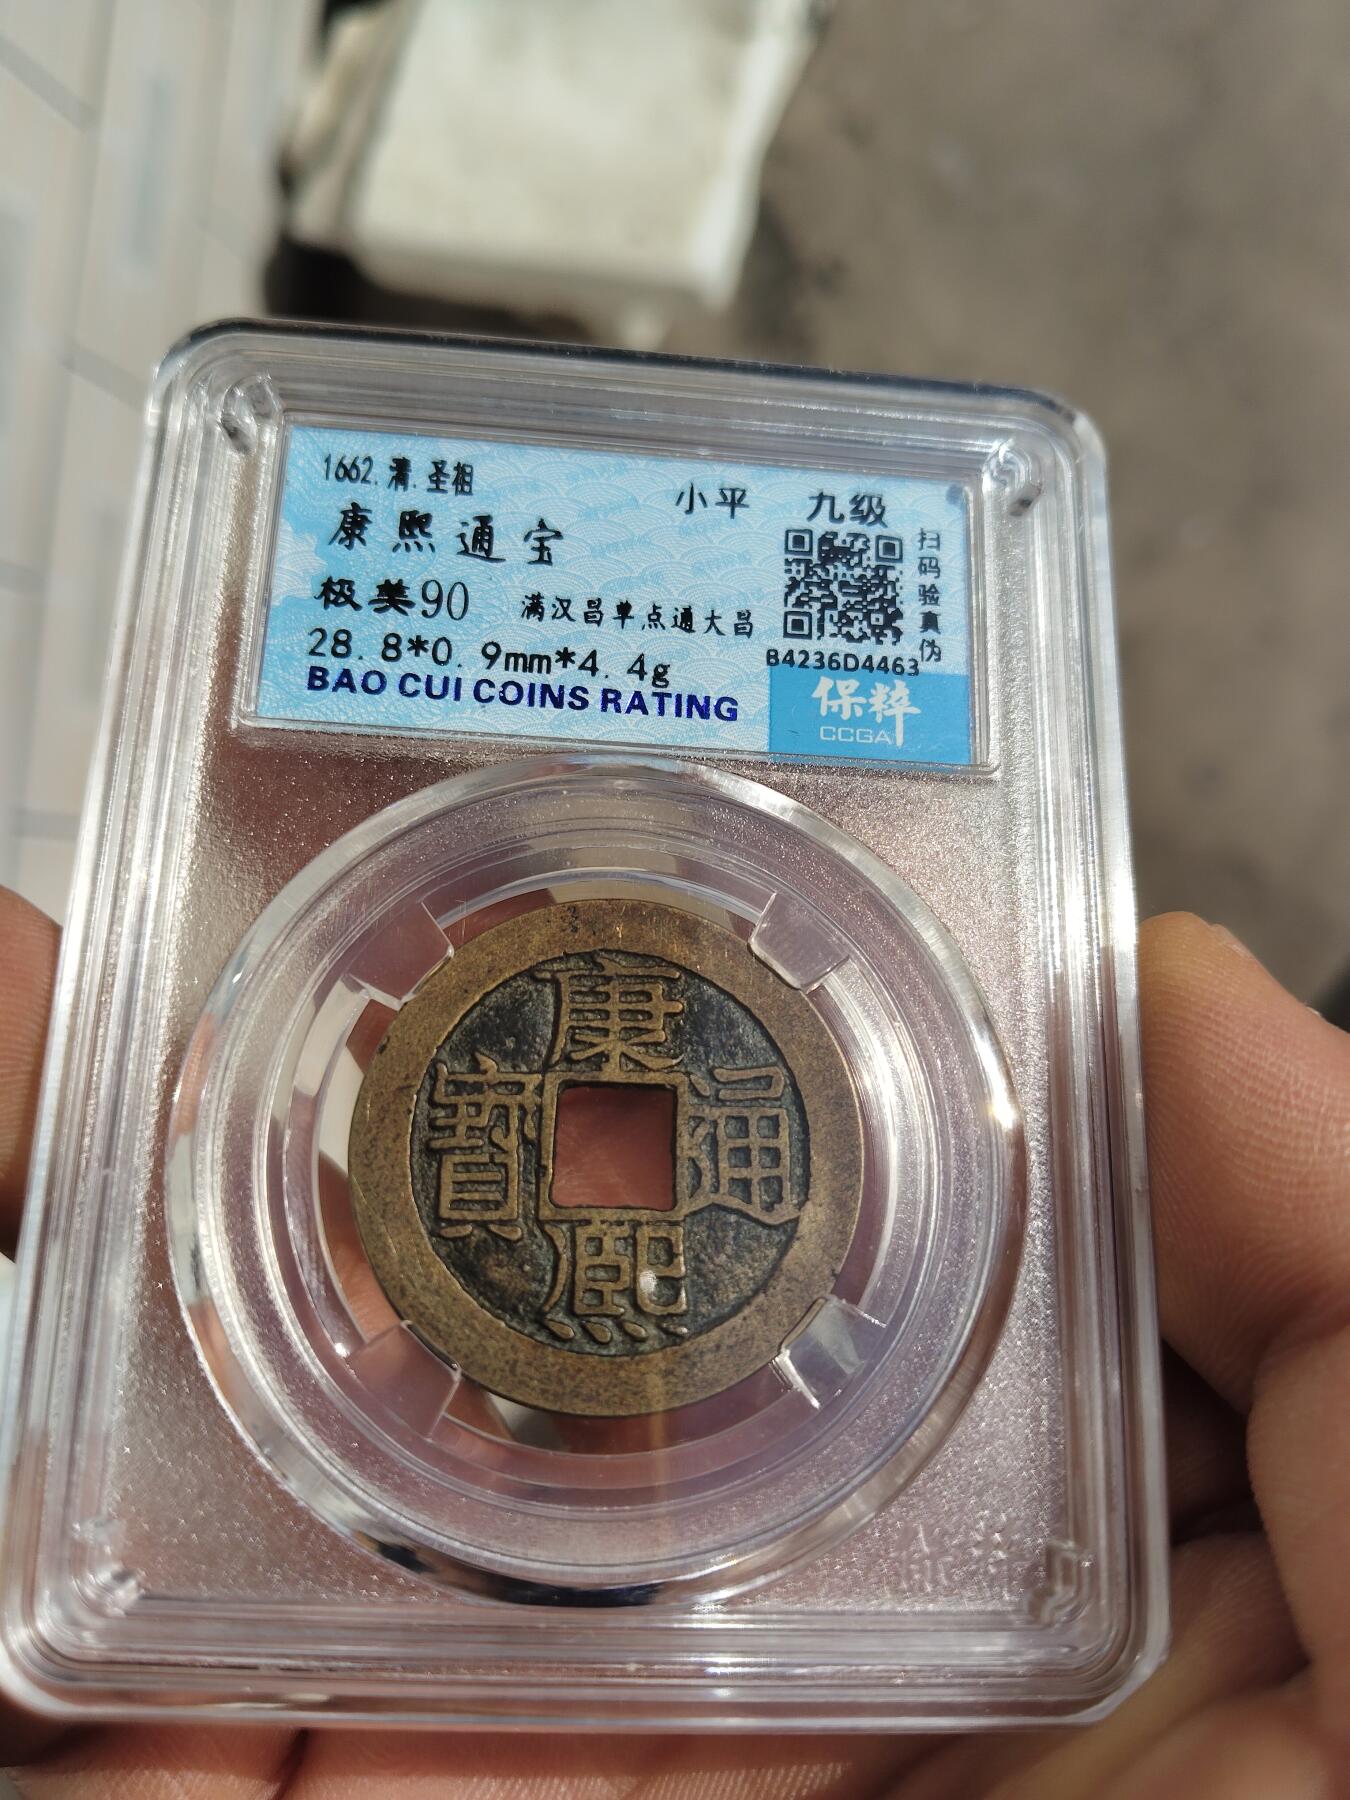 1662.清.圣祖
小平 九级
康熙通宝
极美90 满汉昌单点通大昌
28.8*0.9mm*4.4g
BAO CUI COINS RATING
扫码验真伪
B4236D4463
保粹
CCGA
康熙通寳